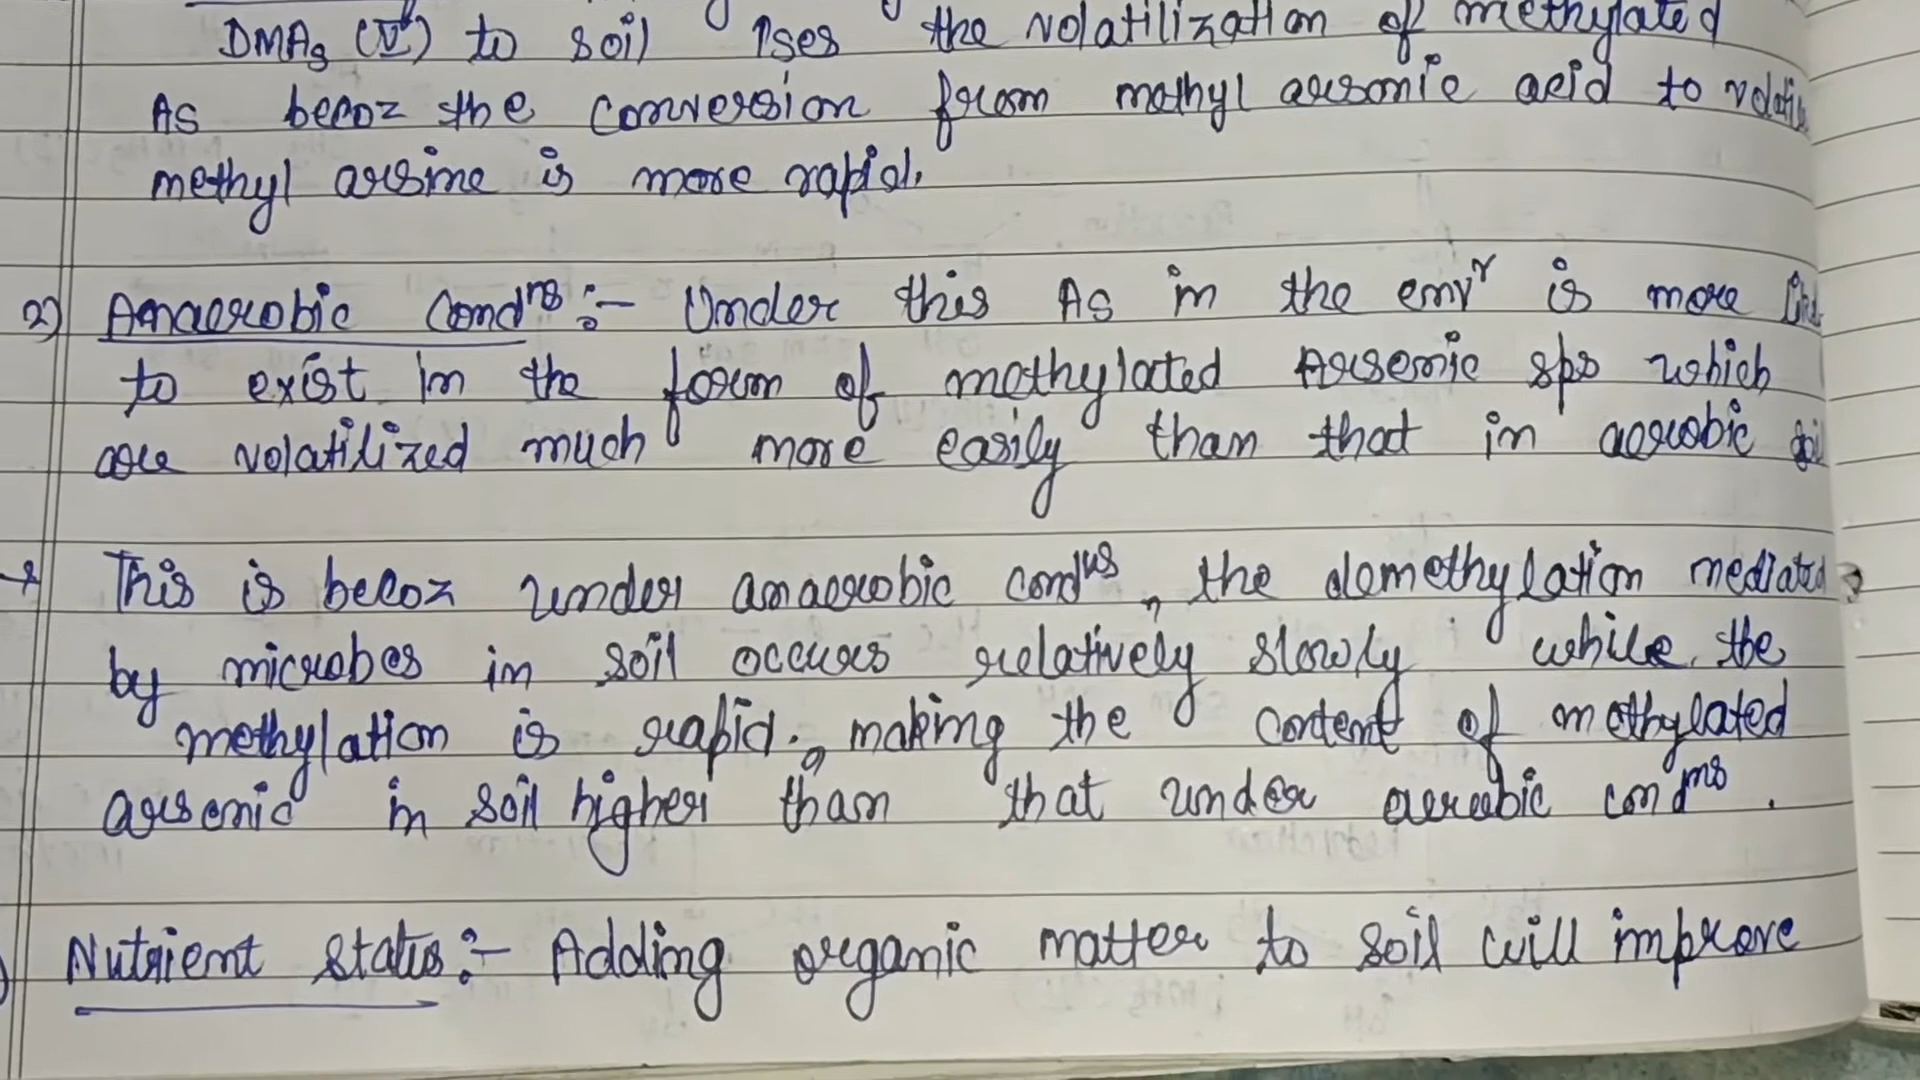 DMAs (V) to soil ↑ses the volatilization of methylated
As becoz the conversion from methyl arsonic acid to volatile
methyl arsine is more rapid.
2) Anaerobic Condns :- Under this As in the envr is more
to exist in the form of methylated Arsenic sps which
are volatilized much more easily than that in aerobic soil
This is becoz under anaerobic condns, the demethylation mediated
by microbes in soil occurs relatively slowly while the
methylation is rapid, making the content of methylated
arsenic in soil higher than that under aerobic condns.
Nutrient status :- Adding organic matter to soil will improve